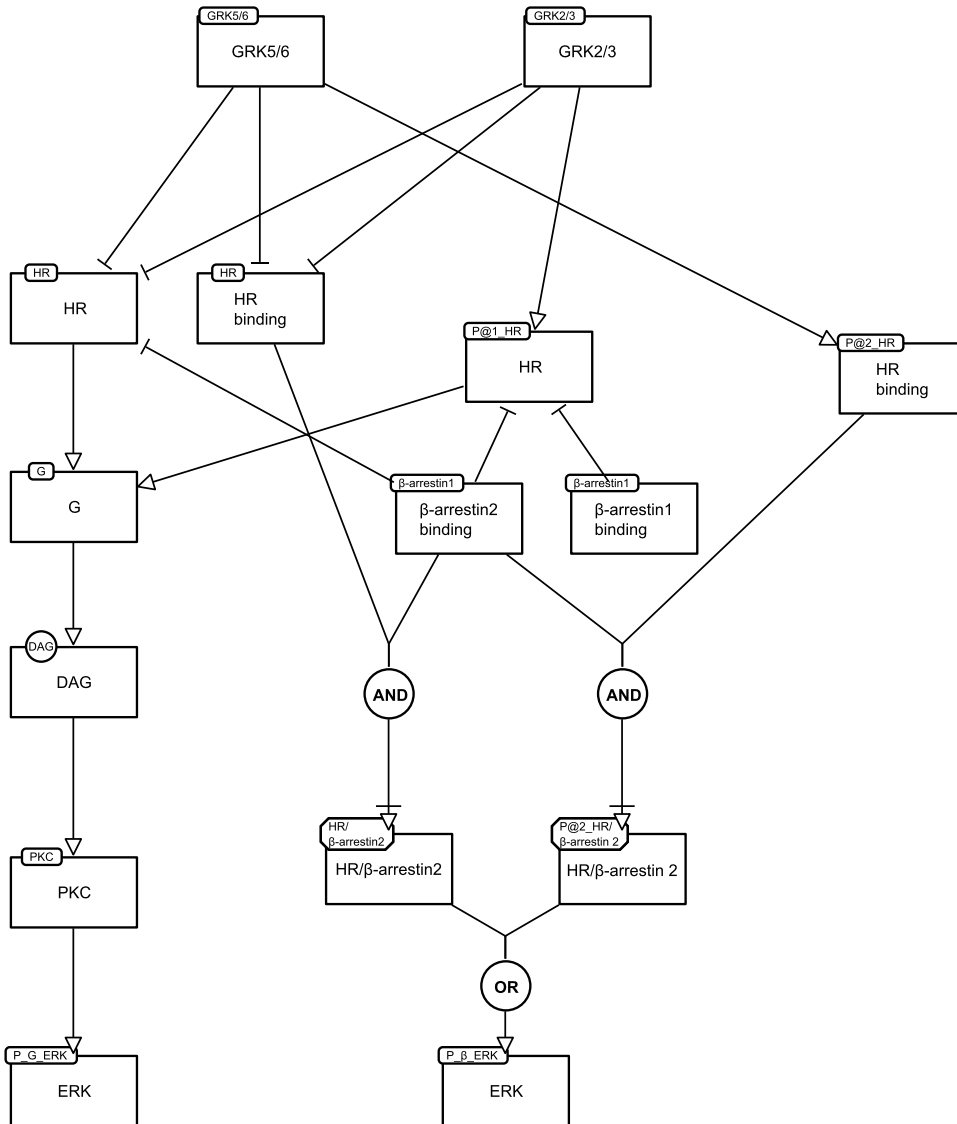 GRK5/6
GRK5/6
GRK2/3
GRK2/3
HR
HR
HR
HR
binding
P@1_HR
HR
P@2_HR
HR
binding
G
G
β-arrestin1
β-arrestin2
binding
β-arrestin1
β-arrestin1
binding
DAG
DAG
AND
AND
HR/
β-arrestin2
HR/β-arrestin2
P@2_HR/
β-arrestin 2
HR/β-arrestin 2
PKC
PKC
OR
P_G_ERK
ERK
P_β_ERK
ERK